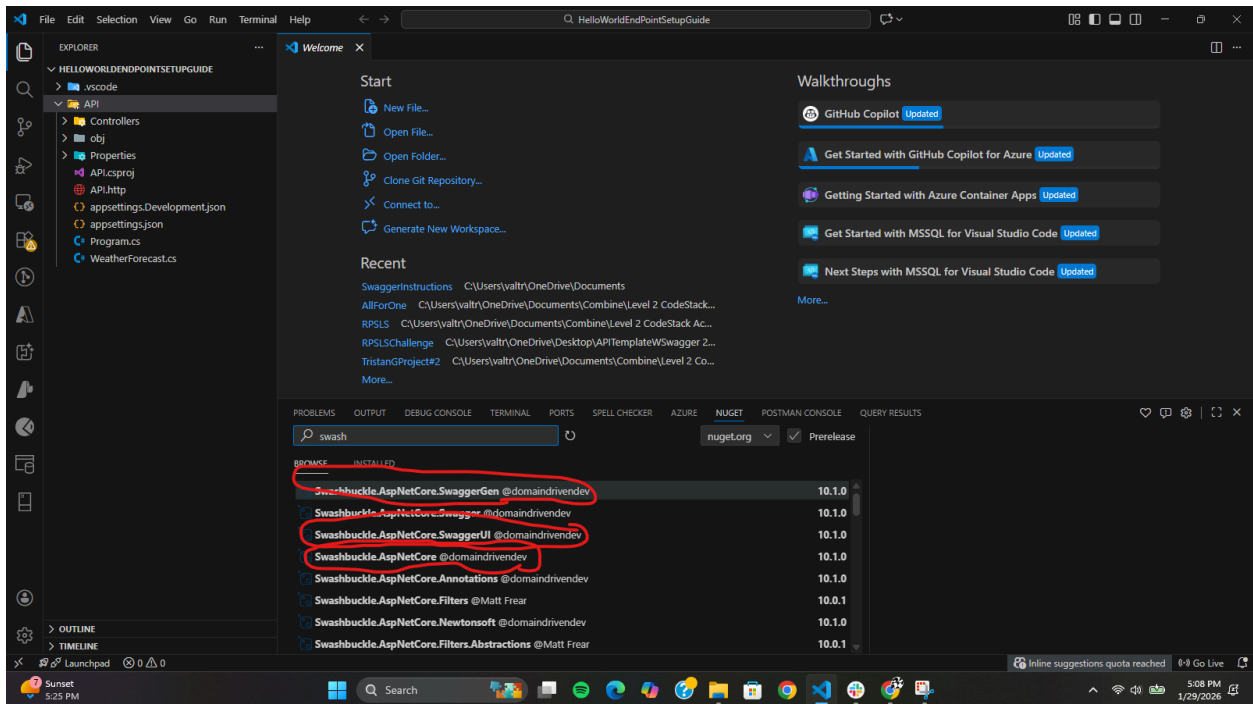 File Edit Selection View Go Run Terminal Help
HelloWorldEndPointSetupGuide
EXPLORER
Welcome
HELLOWORLDENDPOINTSETUPGUIDE
.vscode
API
Controllers
obj
Properties
API.csproj
API.http
appsettings.Development.json
appsettings.json
Program.cs
WeatherForecast.cs
OUTLINE
TIMELINE
Start
New File...
Open File...
Open Folder...
Clone Git Repository...
Connect to...
Generate New Workspace...
Recent
SwaggerInstructions C:\Users\valtr\OneDrive\Documents
AllForOne C:\Users\valtr\OneDrive\Documents\Combine\Level 2 CodeStack...
RPSLS C:\Users\valtr\OneDrive\Documents\Combine\Level 2 CodeStack Ac...
RPSLSChallenge C:\Users\valtr\OneDrive\Desktop\APITemplateWSwagger 2...
TristanGProject#2 C:\Users\valtr\OneDrive\Documents\Combine\Level 2 Co...
More...
Walkthroughs
GitHub Copilot Updated
Get Started with GitHub Copilot for Azure Updated
Getting Started with Azure Container Apps Updated
Get Started with MSSQL for Visual Studio Code Updated
Next Steps with MSSQL for Visual Studio Code Updated
More...
PROBLEMS OUTPUT DEBUG CONSOLE TERMINAL PORTS SPELL CHECKER AZURE NUGET POSTMAN CONSOLE QUERY RESULTS
swash nuget.org Prerelease
BROWSE INSTALLED
Swashbuckle.AspNetCore.SwaggerGen @domaindrivendev 10.1.0
Swashbuckle.AspNetCore.Swagger @domaindrivendev 10.1.0
Swashbuckle.AspNetCore.SwaggerUI @domaindrivendev 10.1.0
Swashbuckle.AspNetCore @domaindrivendev 10.1.0
Swashbuckle.AspNetCore.Annotations @domaindrivendev 10.1.0
Swashbuckle.AspNetCore.Filters @Matt Frear 10.0.1
Swashbuckle.AspNetCore.Newtonsoft @domaindrivendev 10.1.0
Swashbuckle.AspNetCore.Filters.Abstractions @Matt Frear 10.0.1
Launchpad 0 0 Inline suggestions quota reached Go Live
7 Sunset
5:25 PM
Search
5:08 PM
1/29/2026